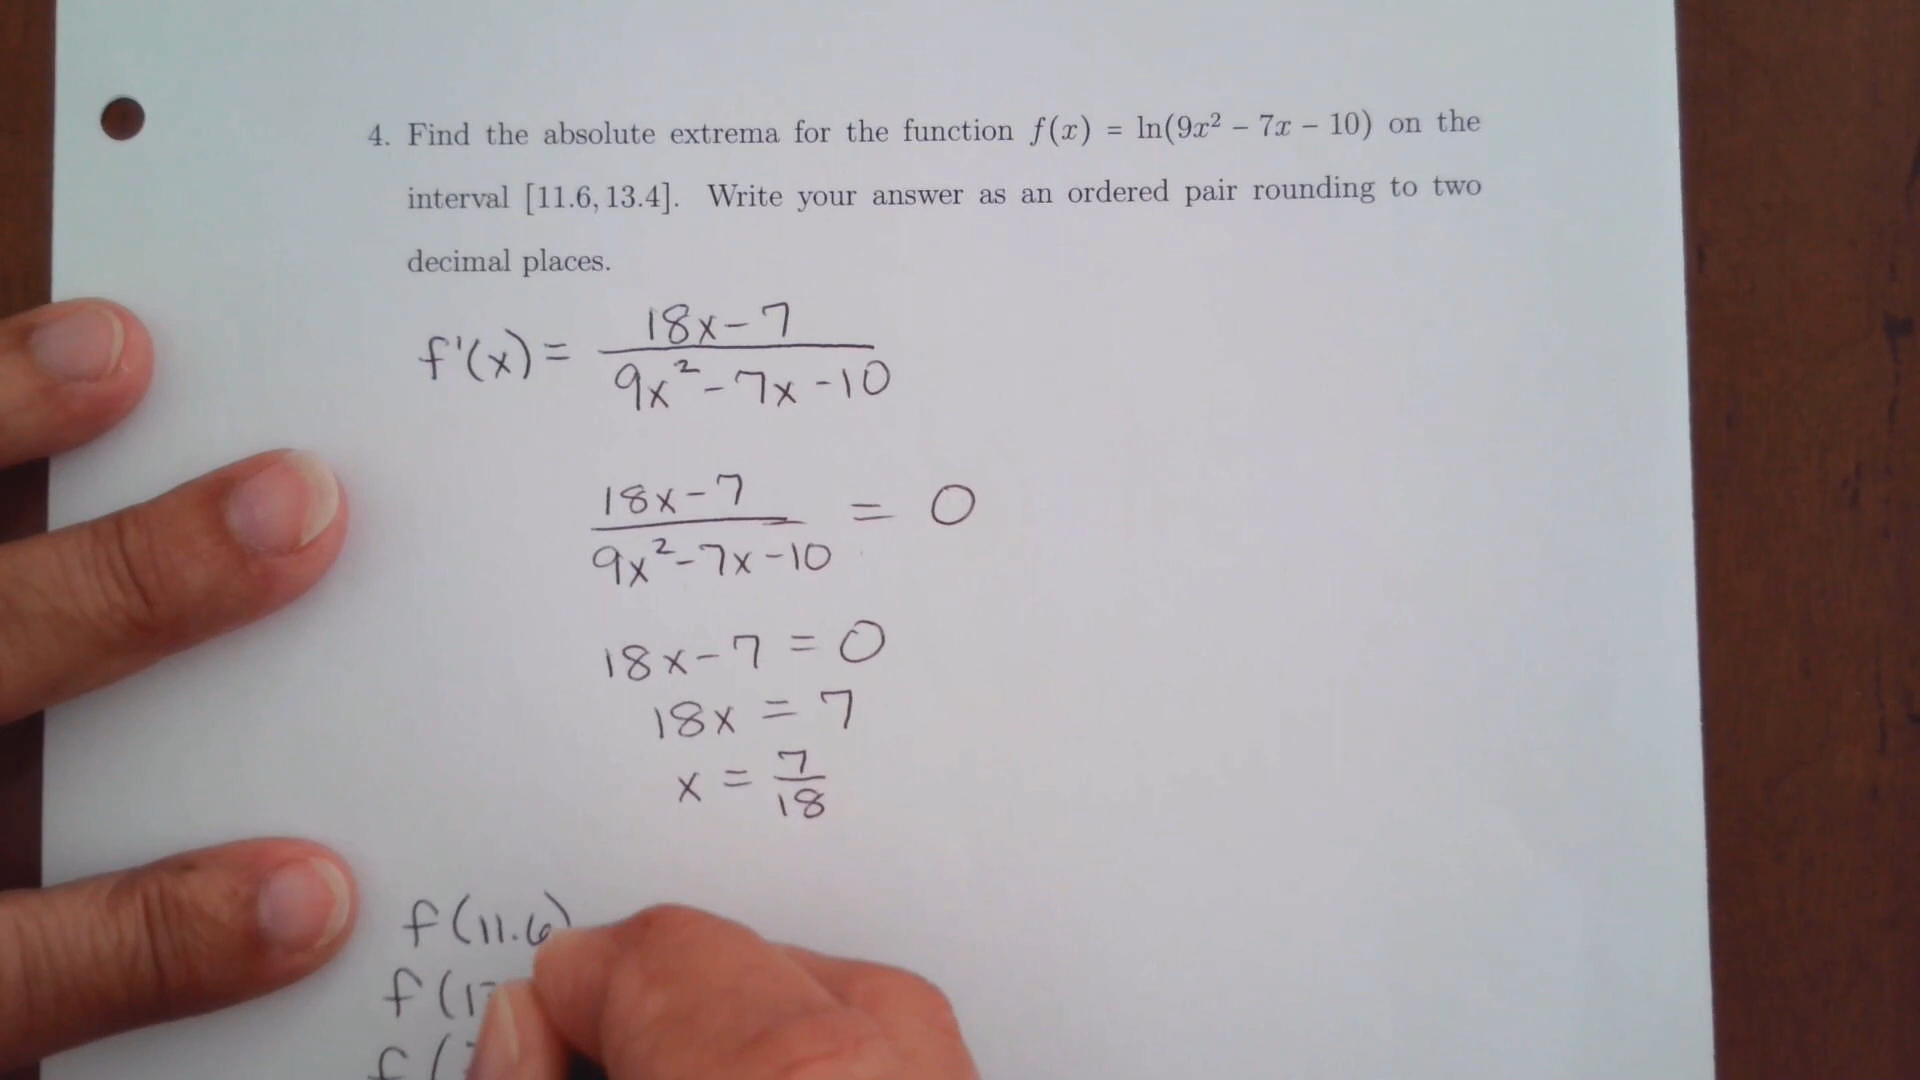 4. Find the absolute extrema for the function f(x) = ln(9x² − 7x − 10) on the
interval [11.6, 13.4]. Write your answer as an ordered pair rounding to two
decimal places.
f'(x) = 18x-7 / 9x²-7x-10
18x-7 / 9x²-7x-10 = 0
18x-7 = 0
18x = 7
x = 7/18
f(11.6)
f(1
f(